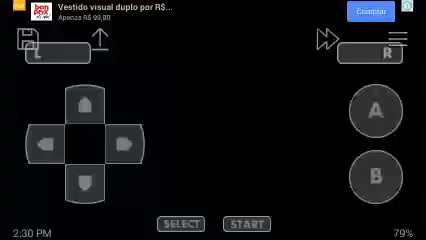 Vestido visual duplo por R$...
Apenas R$ 99,90
Comprar
L
R
A
B
SELECT
START
2:30 PM
79%